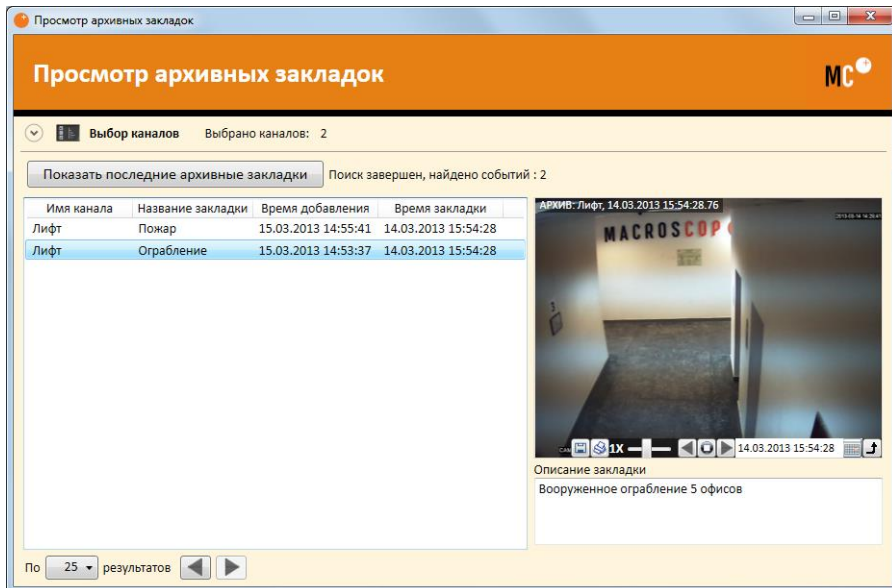 Просмотр архивных закладок
Просмотр архивных закладок
MC
Выбор каналов Выбрано каналов: 2
Показать последние архивные закладки Поиск завершен, найдено событий : 2
Имя канала Название закладки Время добавления Время закладки
Лифт Пожар 15.03.2013 14:55:41 14.03.2013 15:54:28
Лифт Ограбление 15.03.2013 14:53:37 14.03.2013 15:54:28
АРХИВ: Лифт, 14.03.2013 15:54:28.76
MACROSCOP
3
1X 14.03.2013 15:54:28
Описание закладки
Вооруженное ограбление 5 офисов
По 25 результатов